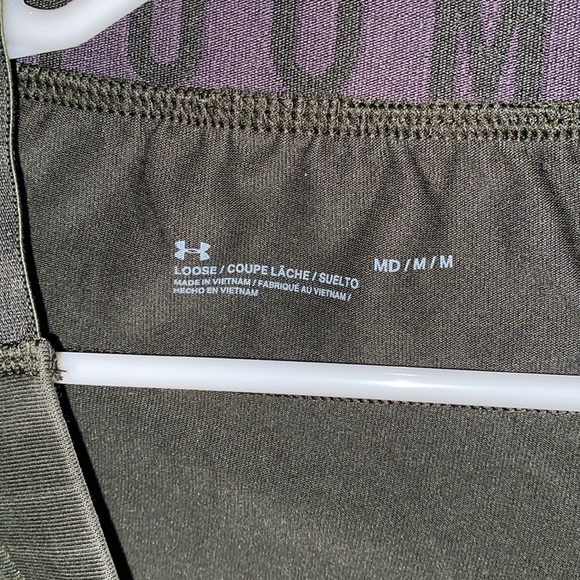 LOOSE / COUPE LÂCHE / SUELTO MD / M / M
MADE IN VIETNAM / FABRIQUÉ AU VIETNAM /
HECHO EN VIETNAM